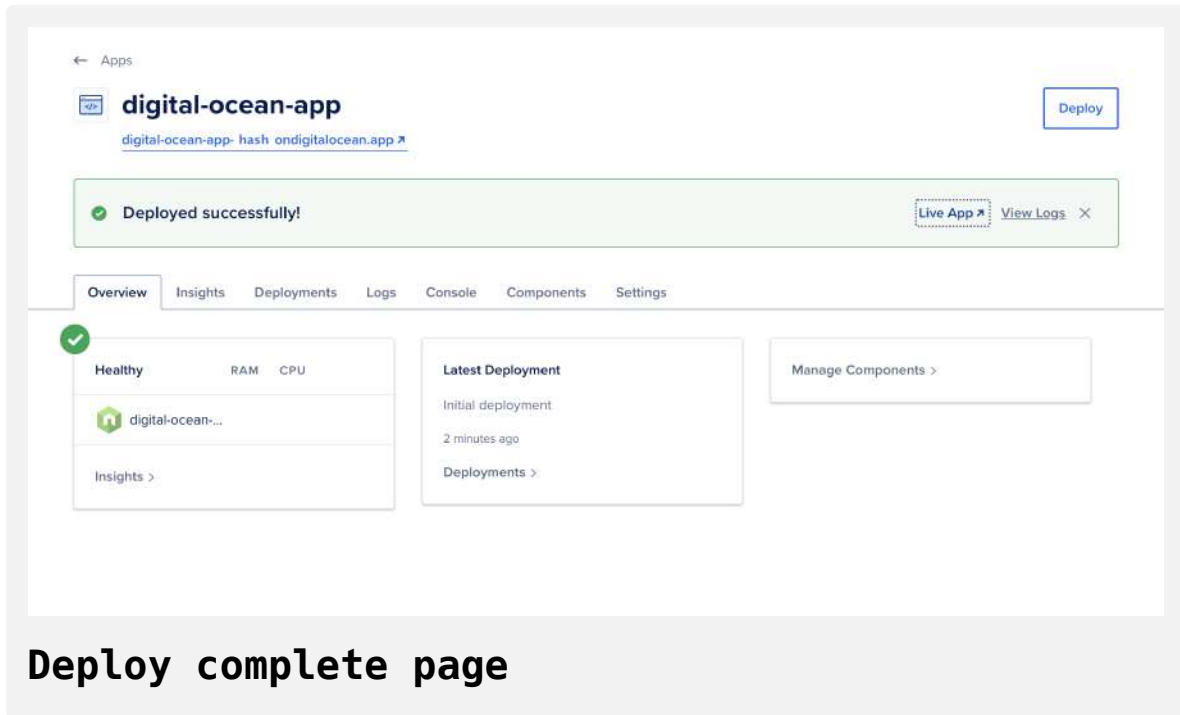 ← Apps
digital-ocean-app
Deploy
digital-ocean-app- hash ondigitalocean.app ↗
Deployed successfully!
Live App ↗ View Logs ×
Overview Insights Deployments Logs Console Components Settings
Healthy RAM CPU
digital-ocean-...
Insights >
Latest Deployment
Initial deployment
2 minutes ago
Deployments >
Manage Components >
Deploy complete page